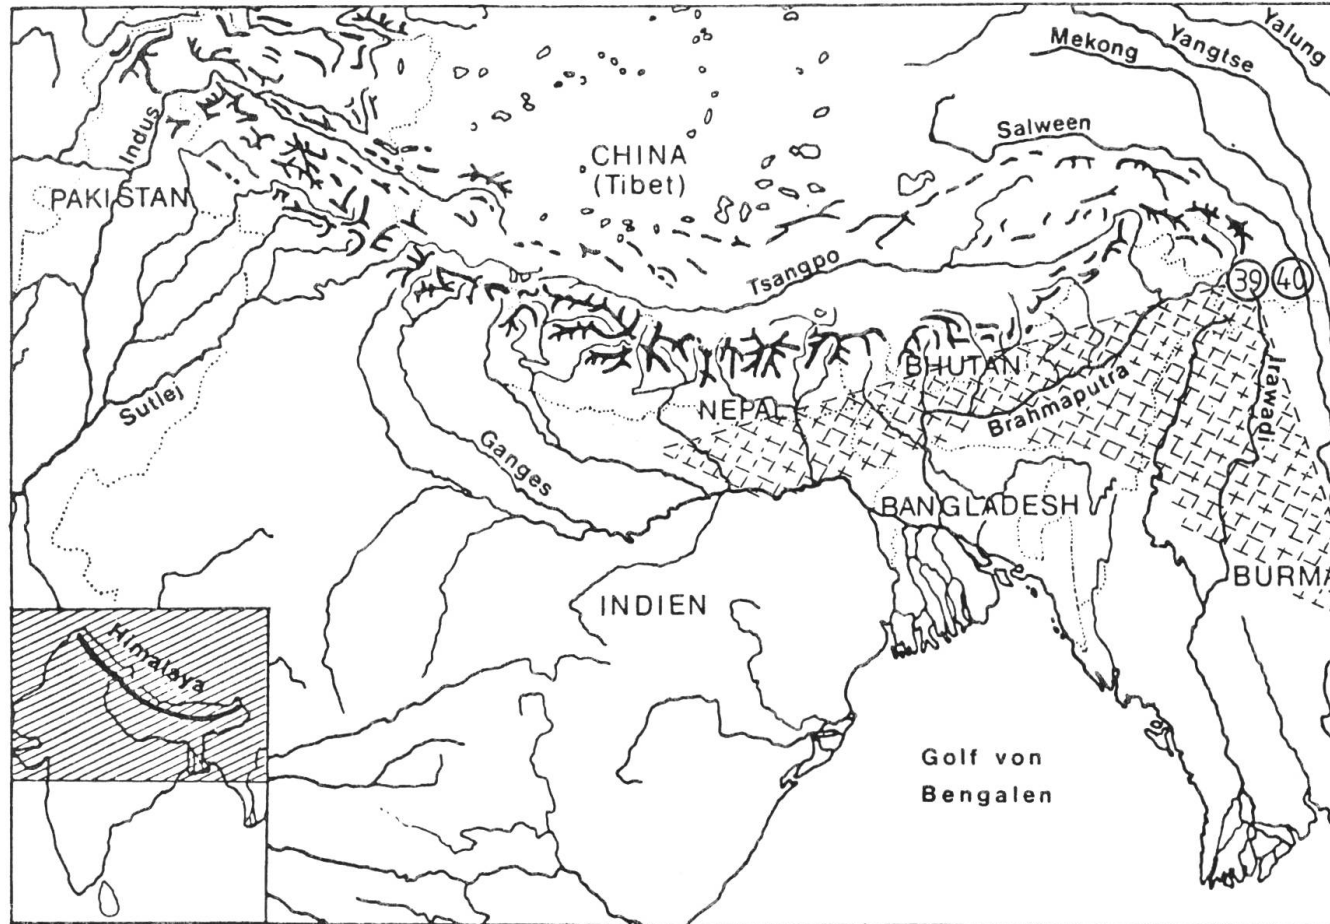 Yalung
Yangtse
Mekong
Salween
Indus
CHINA
(Tibet)
PAKISTAN
Tsangpo
39 40
Sutlej
BHUTAN
Irawadi
NEPAL
Brahmaputra
Ganges
BANGLADESH
BURMA
INDIEN
Himalaya
Golf von
Bengalen